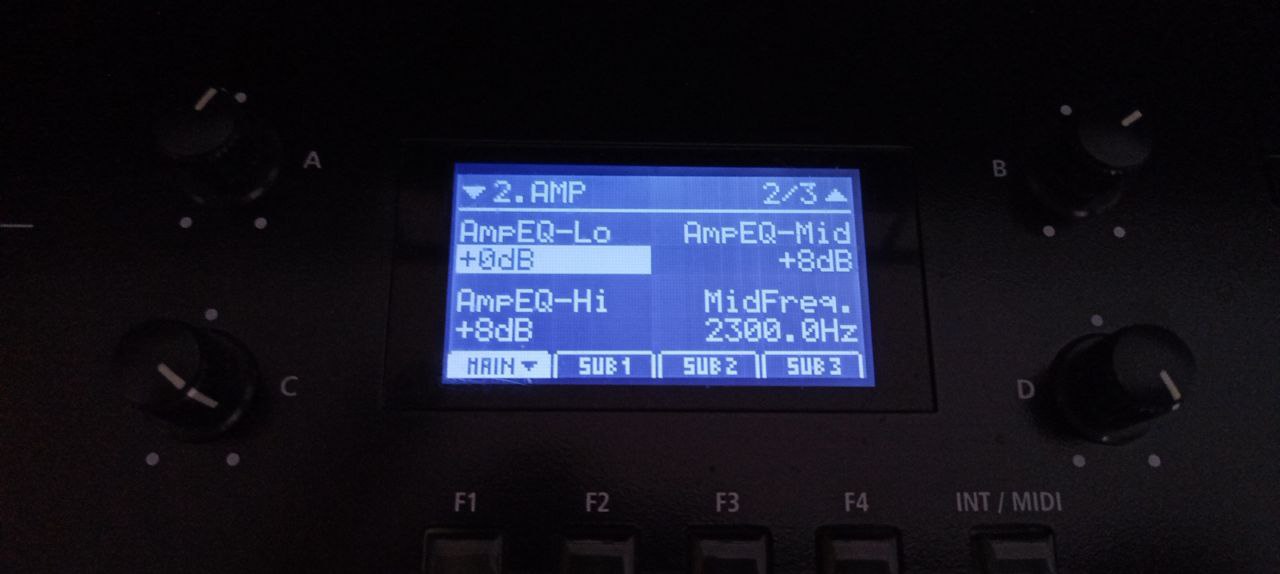 A
B
▼2.AMP 2/3▲
AmpEQ-Lo AmpEQ-Mid
+0dB +8dB
AmpEQ-Hi MidFreq.
+8dB 2300.0Hz
MAIN▼ SUB1 SUB2 SUB3
C
D
F1 F2 F3 F4 INT / MIDI